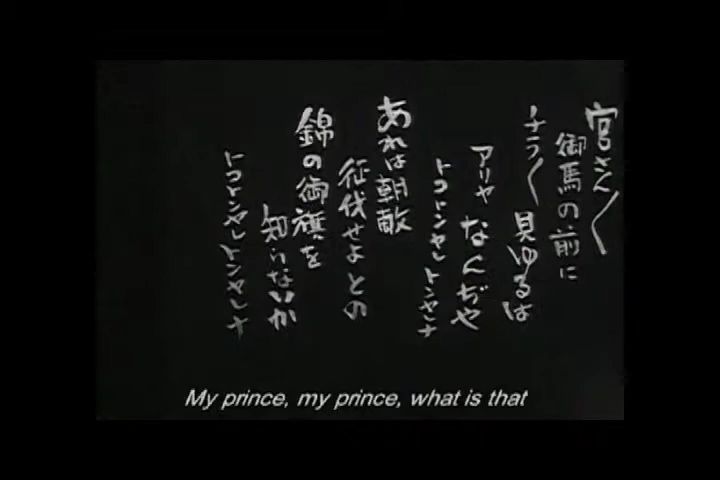 宮さん〱
御馬の前に
チラ〱見ゆるは
アリャなんぢや
トコトンヤレトンヤレナ
あれは朝敵
征伐せよとの
錦の御旗を
知らないか
トコトンヤレトンヤレナ
My prince, my prince, what is that